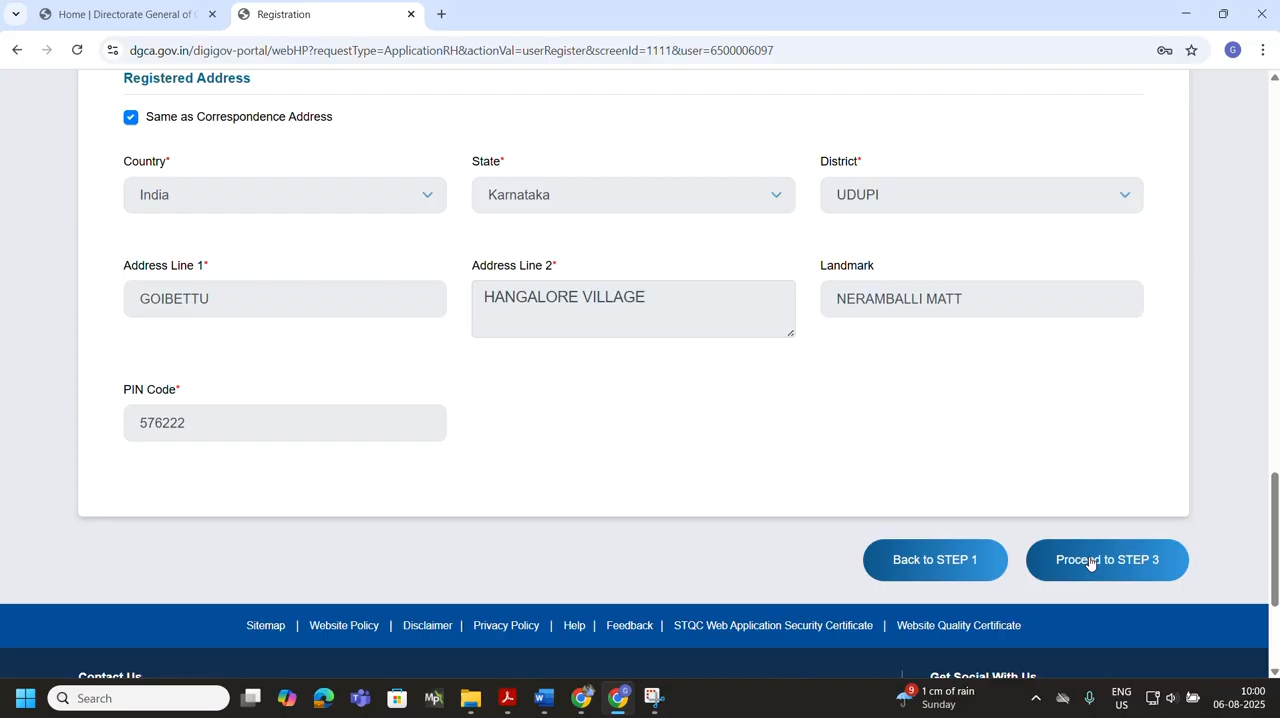 Home | Directorate General of
Registration
dgca.gov.in/digigov-portal/webHP?requestType=ApplicationRH&actionVal=userRegister&screenId=1111&user=6500006097
G
Registered Address
Same as Correspondence Address
Country* State* District*
India Karnataka UDUPI
Address Line 1* Address Line 2* Landmark
GOIBETTU HANGALORE VILLAGE NERAMBALLI MATT
PIN Code*
576222
Back to STEP 1 Proceed to STEP 3
Sitemap | Website Policy | Disclaimer | Privacy Policy | Help | Feedback | STQC Web Application Security Certificate | Website Quality Certificate
Contact Us Get Social With Us
Search
9 1 cm of rain
Sunday
ENG
US
10:00
06-08-2025